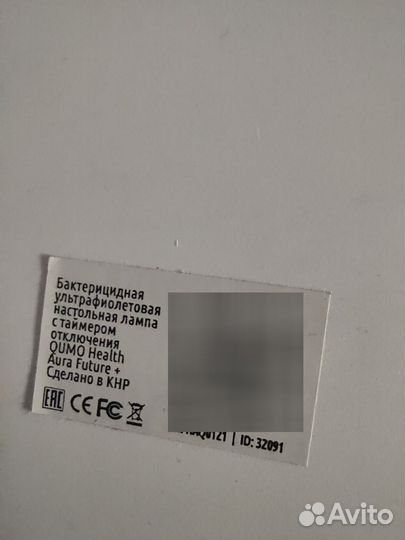 Бактерицидная
ультрафиолетовая
настольная лампа
с таймером
отключения
QUMO Health
Aura Future +
Сделано в КНР
EAC CE FC
| ID: 32091
Avito